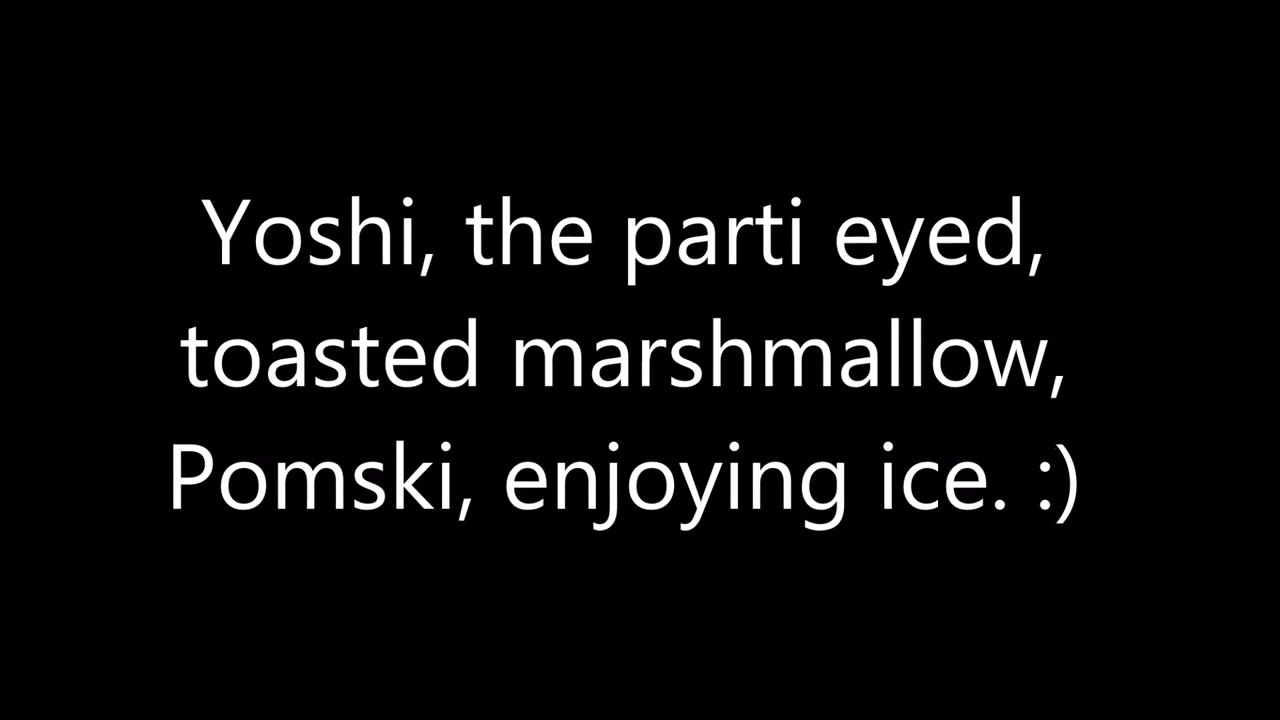 Yoshi, the parti eyed,
toasted marshmallow,
Pomski, enjoying ice. :)